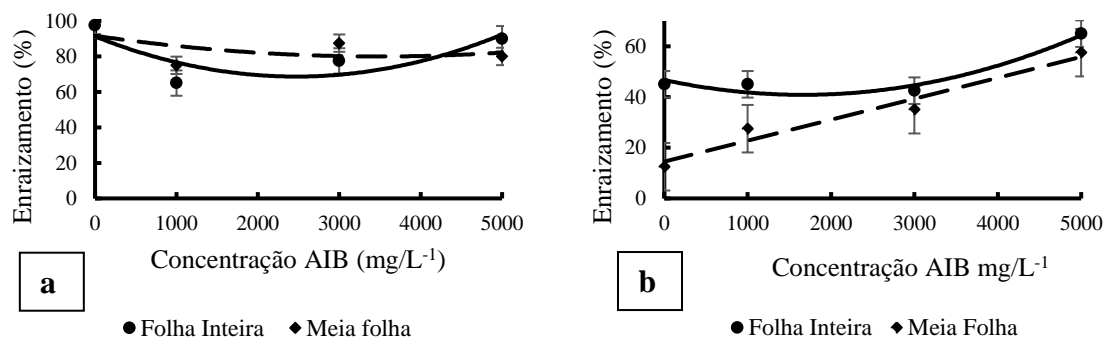 Enraizamento (%)
100
80
60
40
20
0
0 1000 2000 3000 4000 5000
Concentração AIB (mg/L-1)
a
Folha Inteira Meia folha
Enraizamento (%)
60
40
20
0
0 1000 2000 3000 4000 5000
Concentração AIB mg/L-1
b
Folha Inteira Meia Folha